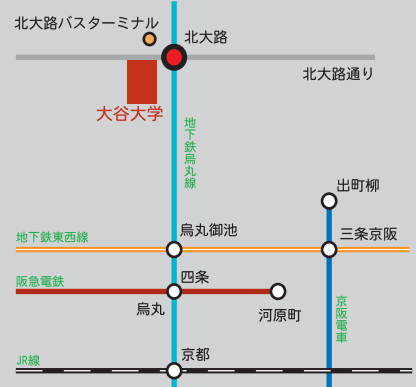 北大路バスターミナル
北大路
北大路通り
大谷大学
地下鉄烏丸線
出町柳
烏丸御池
三条京阪
地下鉄東西線
四条
阪急電鉄
烏丸
河原町
京阪電車
京都
JR線